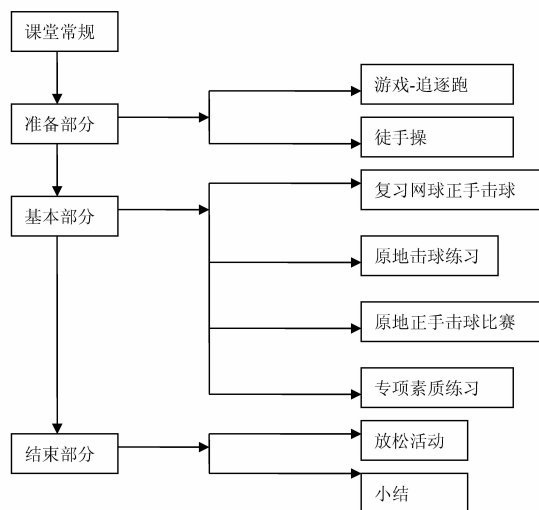 课堂常规
准备部分
游戏-追逐跑
徒手操
基本部分
复习网球正手击球
原地击球练习
原地正手击球比赛
专项素质练习
结束部分
放松活动
小结